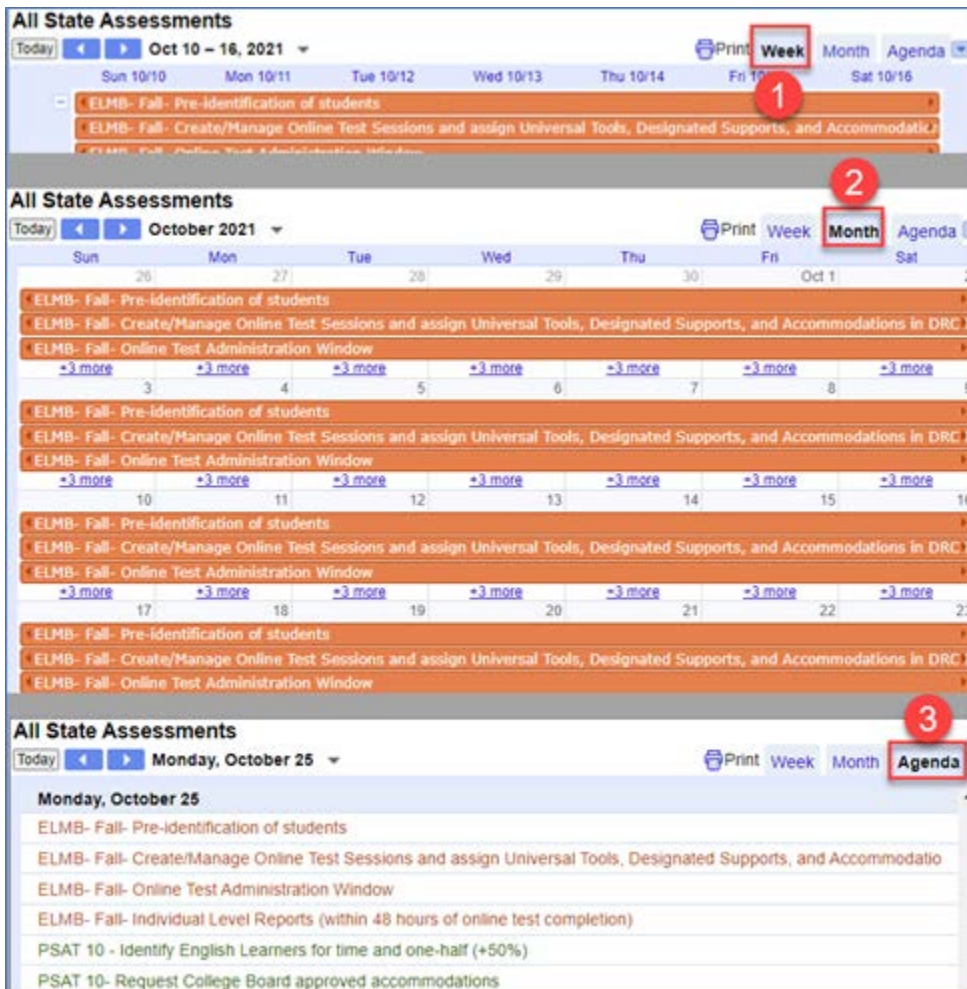 All State Assessments
Today Oct 10 – 16, 2021 Print Week Month Agenda
1
Sun 10/10 Mon 10/11 Tue 10/12 Wed 10/13 Thu 10/14 Fri Sat 10/16
ELMB- Fall- Pre-identification of students
ELMB- Fall- Create/Manage Online Test Sessions and assign Universal Tools, Designated Supports, and Accommodatio
ELMB- Fall- Online Test Administration Window
2
All State Assessments
Today October 2021 Print Week Month Agenda
Sun Mon Tue Wed Thu Fri Sat
26 27 28 29 30 Oct 1
ELMB- Fall- Pre-identification of students
ELMB- Fall- Create/Manage Online Test Sessions and assign Universal Tools, Designated Supports, and Accommodations in DRC
ELMB- Fall- Online Test Administration Window
+3 more +3 more +3 more +3 more +3 more +3 more +3 more
3 4 5 6 7 8
ELMB- Fall- Pre-identification of students
ELMB- Fall- Create/Manage Online Test Sessions and assign Universal Tools, Designated Supports, and Accommodations in DRC
ELMB- Fall- Online Test Administration Window
+3 more +3 more +3 more +3 more +3 more +3 more +3 more
10 11 12 13 14 15
ELMB- Fall- Pre-identification of students
ELMB- Fall- Create/Manage Online Test Sessions and assign Universal Tools, Designated Supports, and Accommodations in DRC
ELMB- Fall- Online Test Administration Window
+3 more +3 more +3 more +3 more +3 more +3 more +3 more
17 18 19 20 21 22
ELMB- Fall- Pre-identification of students
ELMB- Fall- Create/Manage Online Test Sessions and assign Universal Tools, Designated Supports, and Accommodations in DRC
ELMB- Fall- Online Test Administration Window
3
All State Assessments
Today Monday, October 25 Print Week Month Agenda
Monday, October 25
ELMB- Fall- Pre-identification of students
ELMB- Fall- Create/Manage Online Test Sessions and assign Universal Tools, Designated Supports, and Accommodatio
ELMB- Fall- Online Test Administration Window
ELMB- Fall- Individual Level Reports (within 48 hours of online test completion)
PSAT 10 - Identify English Learners for time and one-half (+50%)
PSAT 10- Request College Board approved accommodations